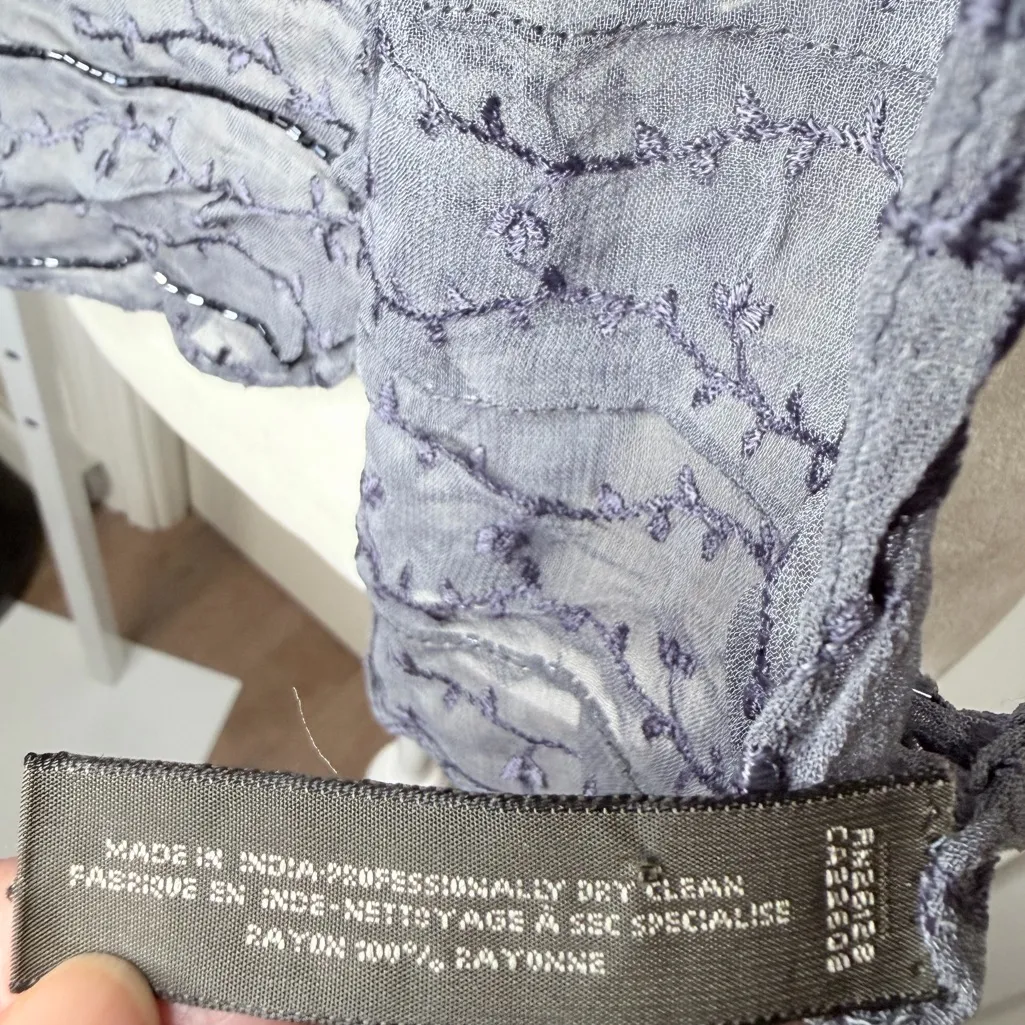 MADE IN INDIA-PROFESSIONALLY DRY CLEAN
FABRIQUE EN INDE-NETTOYAGE À SEC SPECIALISE
RAYON 100% RAYONNE